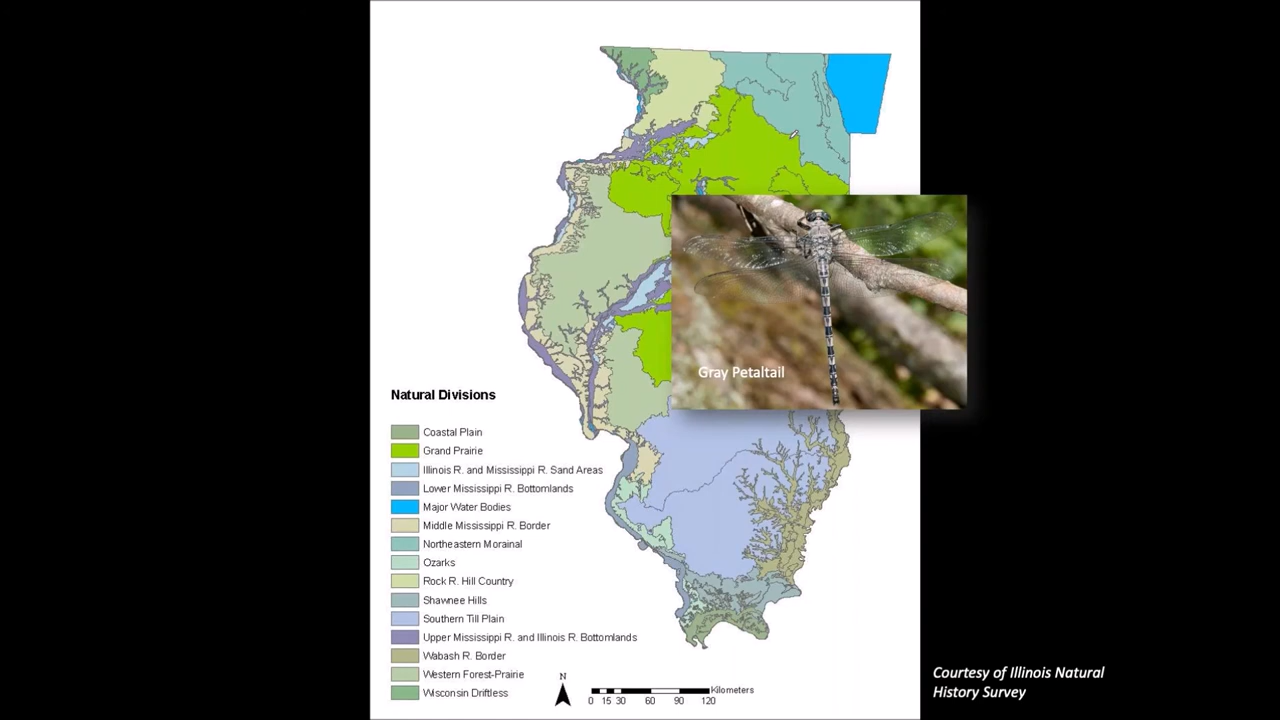 Gray Petaltail
Natural Divisions
Coastal Plain
Grand Prairie
Illinois R. and Mississippi R. Sand Areas
Lower Mississippi R. Bottomlands
Major Water Bodies
Middle Mississippi R. Border
Northeastern Morainal
Ozarks
Rock R. Hill Country
Shawnee Hills
Southern Till Plain
Upper Mississippi R. and Illinois R. Bottomlands
Wabash R. Border
Western Forest-Prairie
Wisconsin Driftless
N
Kilometers
0 15 30 60 90 120
Courtesy of Illinois Natural
History Survey